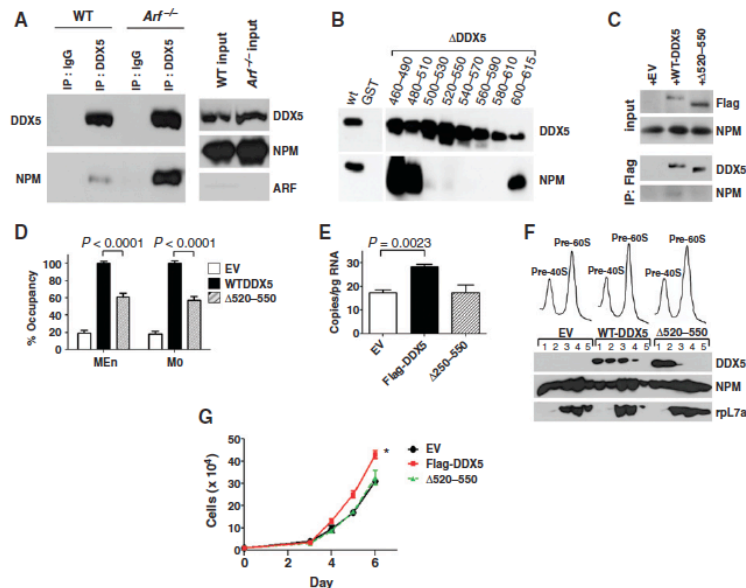 A
WT
Arf −/−
IP : IgG
IP : DDX5
IP : IgG
IP : DDX5
WT input
Arf −/− input
DDX5
NPM
DDX5
NPM
ARF
B
ΔDDX5
wt
GST
460–490
480–510
500–530
520–550
540–570
560–590
580–610
600–615
DDX5
NPM
C
+EV
+WT-DDX5
+Δ520–550
input
Flag
NPM
IP: Flag
DDX5
NPM
D
P < 0.0001 P < 0.0001
% Occupancy
100
80
60
40
20
0
MEn M0
EV
WTDDX5
Δ520–550
E
P = 0.0023
Copies/pg RNA
40
30
20
10
0
EV
Flag-DDX5
Δ250–550
F
Pre-60S Pre-60S Pre-60S
Pre-40S Pre-40S Pre-40S
EV WT-DDX5 Δ520–550
1 2 3 4 5 1 2 3 4 5 1 2 3 4 5
DDX5
NPM
rpL7a
G
Cells (x 10⁴)
50
40
30
20
10
0
0 2 4 6
Day
*
EV
Flag-DDX5
Δ520–550